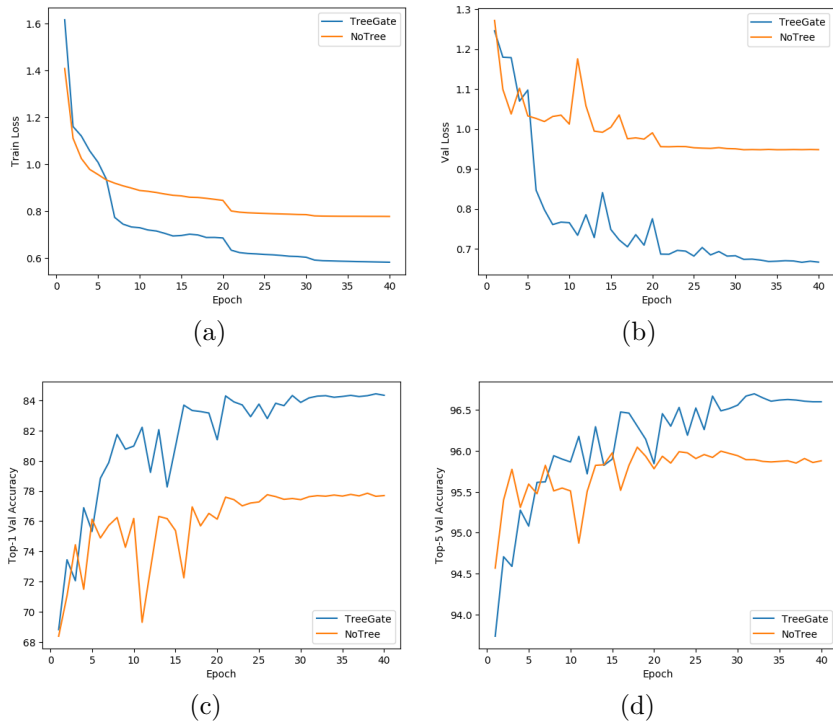 1.6
1.4
1.2
1.0
0.8
0.6
Train Loss
TreeGate
NoTree
0 5 10 15 20 25 30 35 40
Epoch
(a)
1.3
1.2
1.1
1.0
0.9
0.8
0.7
Val Loss
TreeGate
NoTree
0 5 10 15 20 25 30 35 40
Epoch
(b)
84
82
80
78
76
74
72
70
68
Top-1 Val Accuracy
TreeGate
NoTree
0 5 10 15 20 25 30 35 40
Epoch
(c)
96.5
96.0
95.5
95.0
94.5
94.0
Top-5 Val Accuracy
TreeGate
NoTree
0 5 10 15 20 25 30 35 40
Epoch
(d)